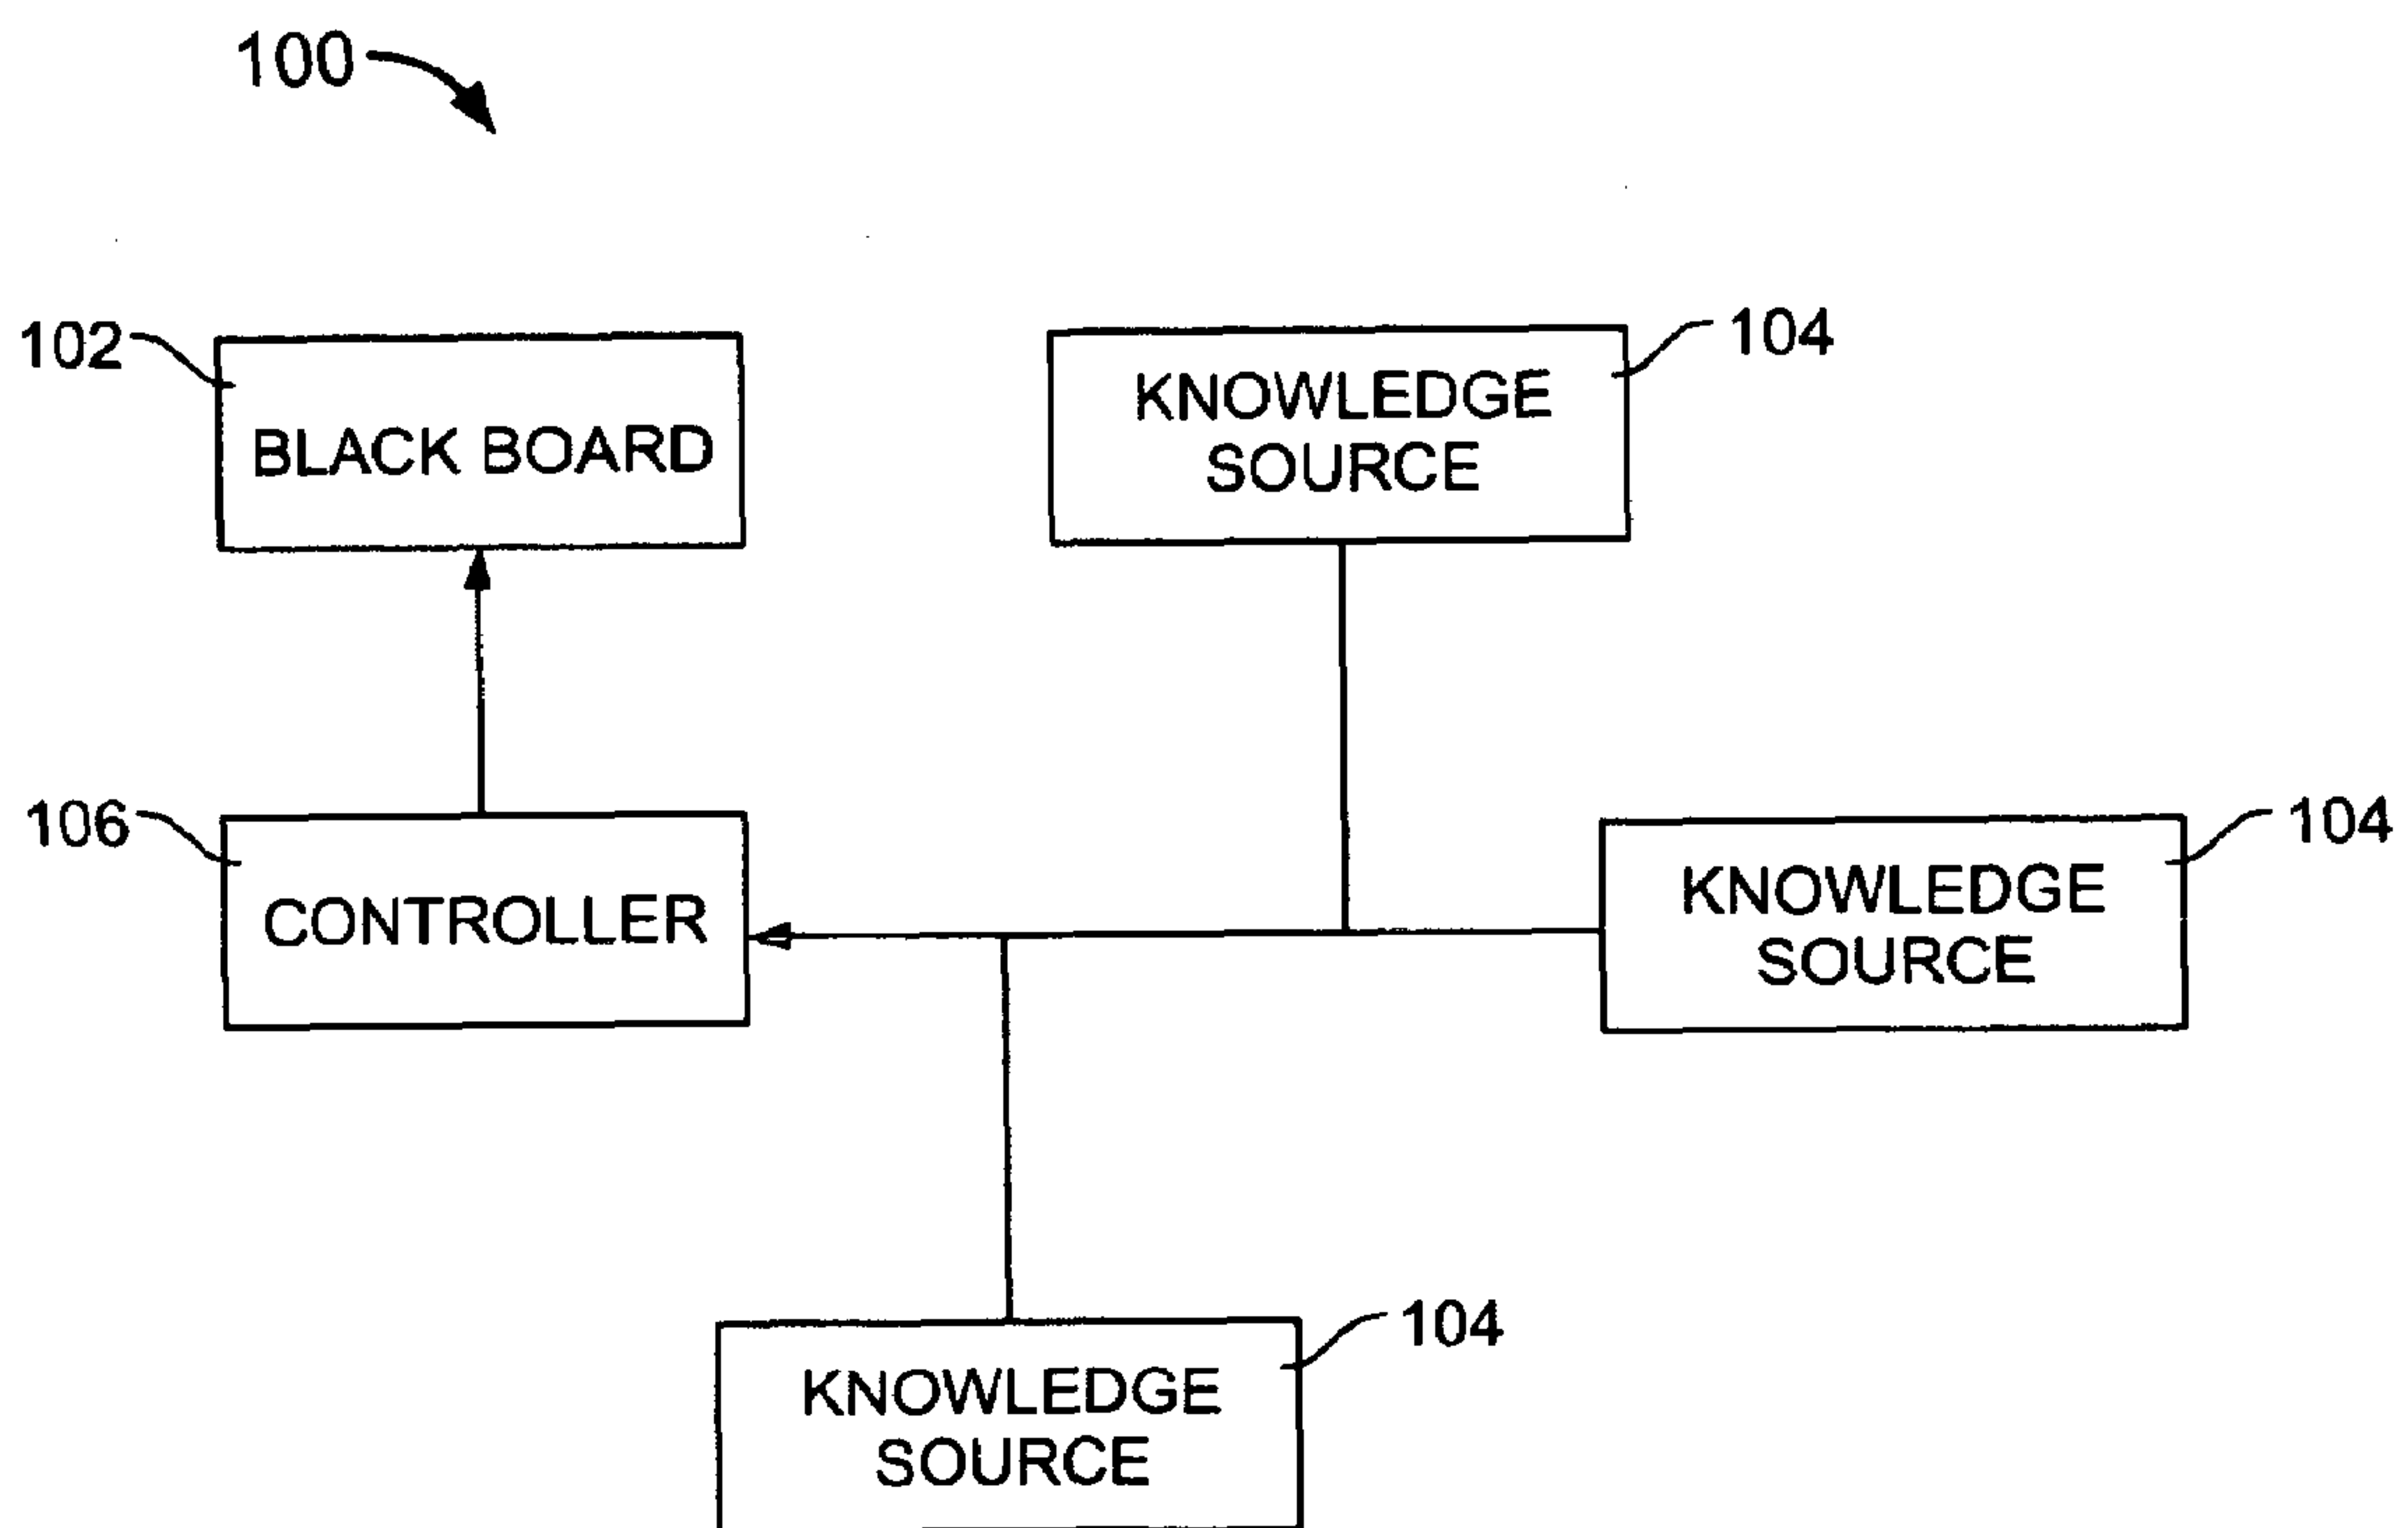 100
102
BLACK BOARD
KNOWLEDGE
SOURCE
104
106
CONTROLLER
KNOWLEDGE
SOURCE
104
KNOWLEDGE
SOURCE
104